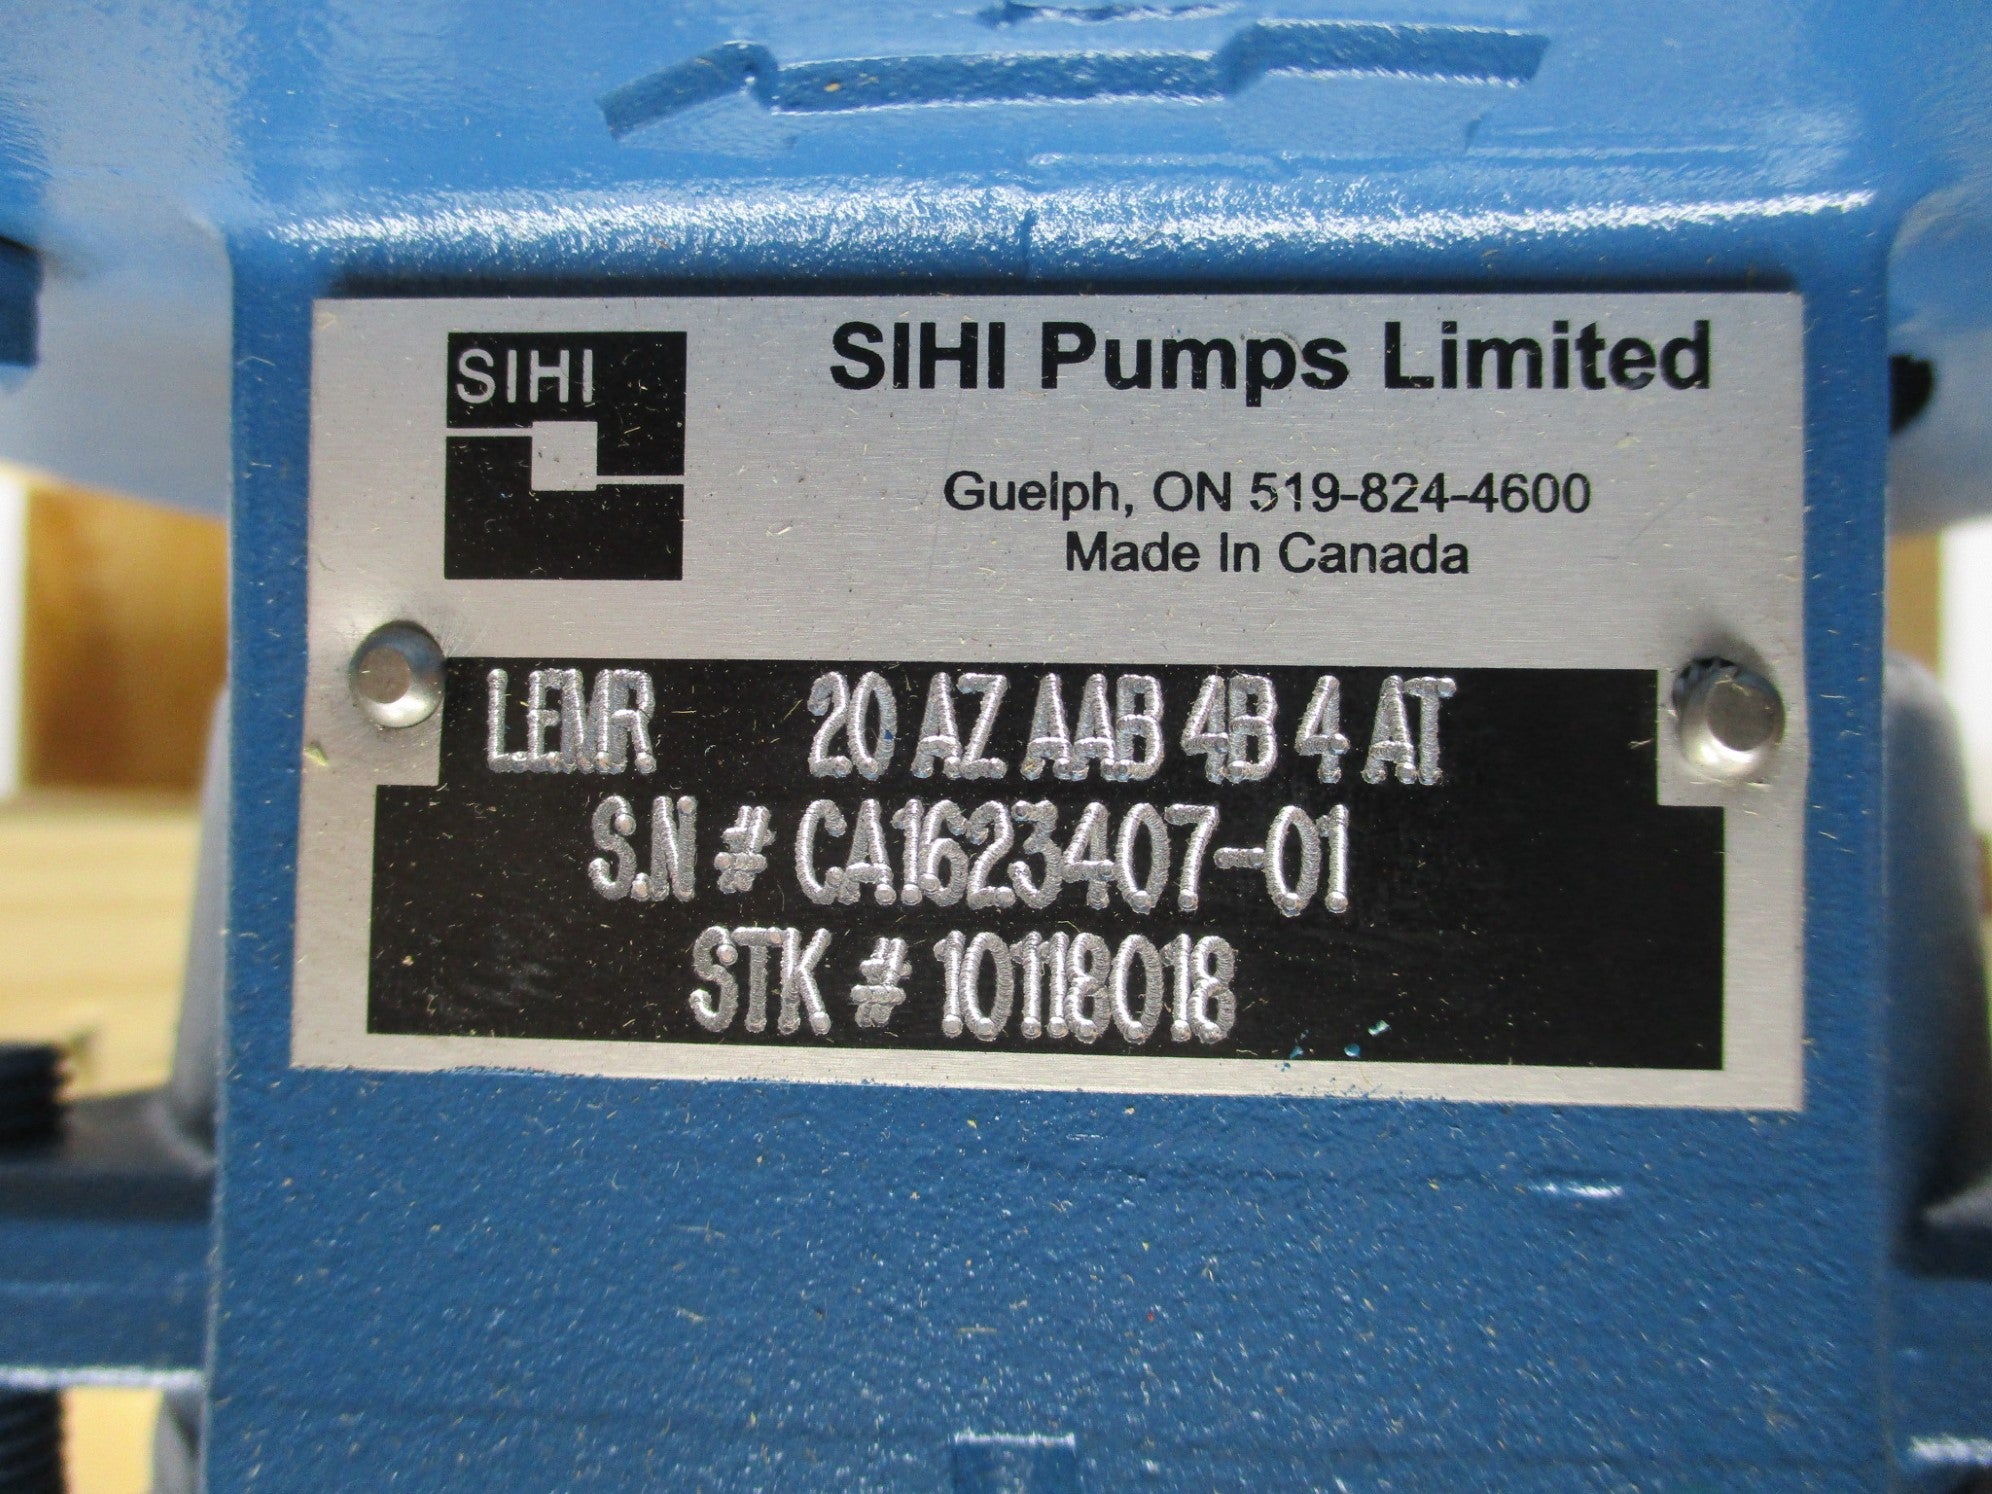 SIHI
SIHI Pumps Limited
Guelph, ON 519-824-4600
Made In Canada
LEMR 20 AZ AAB 4B 4 AT
S.N # CA1623407-01
STK # 10118018